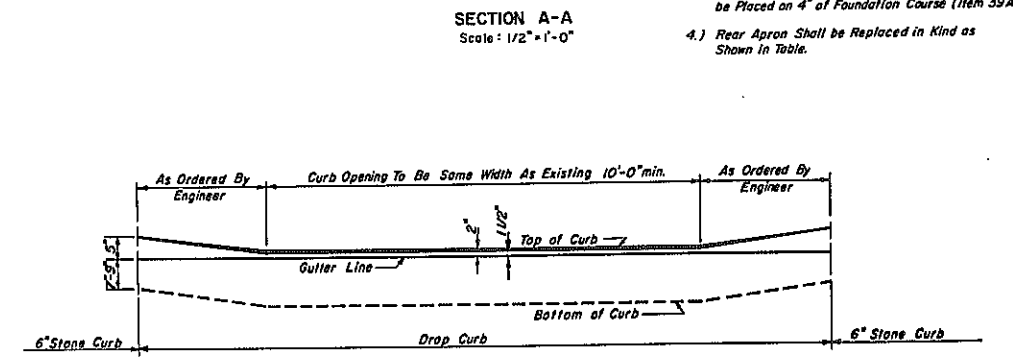 SECTION A-A
Scale: 1/2"=1'-0"
be Placed on 4" of Foundation Course (Item 39A
4.) Rear Apron Shall be Replaced in Kind as
Shown in Table.
As Ordered By
Engineer
Curb Opening To Be Same Width As Existing 10'-0"min.
As Ordered By
Engineer
2"
1 1/2"
Top of Curb
5"
Gutter Line
Bottom of Curb
6" Stone Curb
Drop Curb
6" Stone Curb